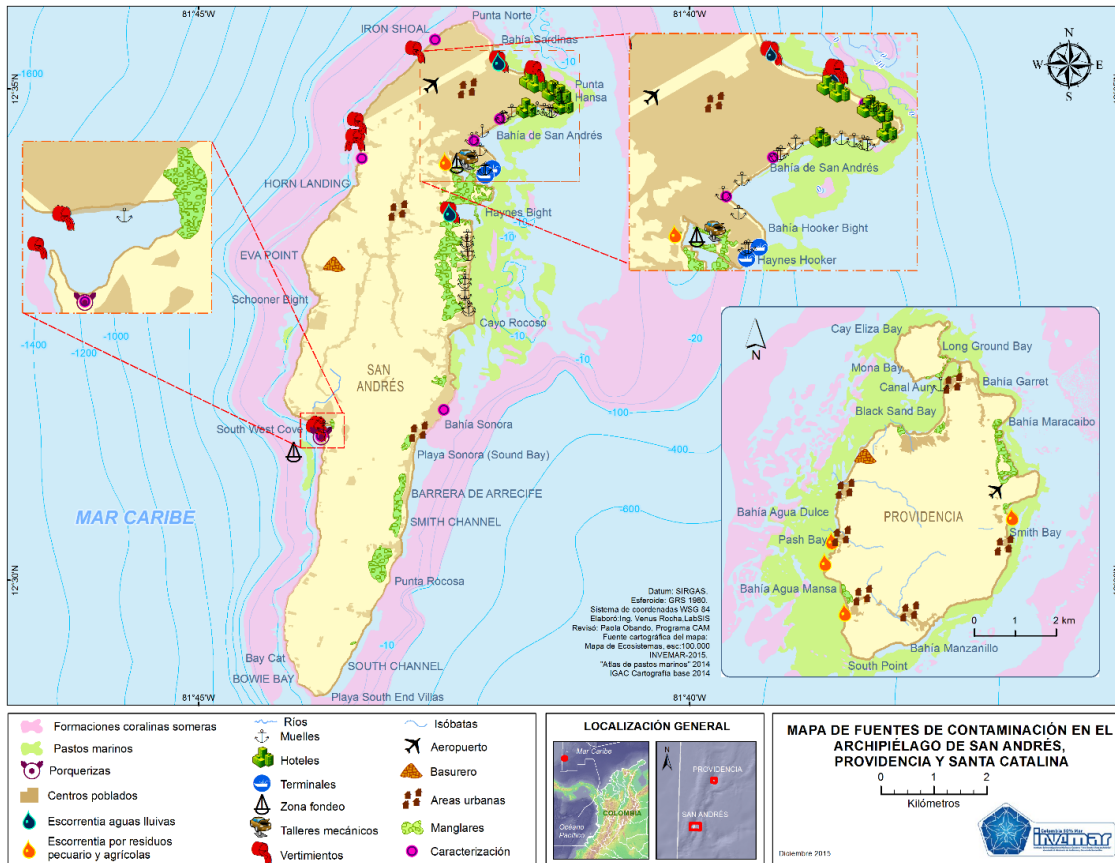 81°45'W
81°40'W
Punta Norte
IRON SHOAL
Bahía Sardinas
-1600
-10
12°35'N
Punta
Hansa
Bahía de San Andrés
HORN LANDING
Haynes Bight
-10
-10
EVA POINT
Schooner Bight
Cayo Rocoso
-10
-10
-20
-1400
-1200
-1000
SAN
ANDRÉS
-100
South West Cove
Bahía Sonora
Playa Sonora (Sound Bay)
-400
BARRERA DE ARRECIFE
SMITH CHANNEL
-600
MAR CARIBE
Punta Rocosa
12°30'N
-10
Bay Cat
BOWIE BAY
SOUTH CHANNEL
Playa South End Villas
81°45'W
81°40'W
N
W E
S
Bahía de San Andrés
Bahía Hooker Bight
Haynes Hooker
N
Cay Eliza Bay
Long Ground Bay
Mona Bay
Canal Aury
Bahía Garret
Black Sand Bay
Bahía Maracaibo
PROVIDENCIA
Bahía Agua Dulce
Pash Bay
Smith Bay
Bahía Agua Mansa
0 1 2 km
Bahía Manzanillo
South Point
Datum: SIRGAS.
Esferoide: GRS 1980.
Sistema de coordenadas WSG 84
Elaboró:Ing. Venus Rocha,LabSIS
Revisó: Paola Obando. Programa CAM
Fuente cartográfica del mapa:
Mapa de Ecosistemas, esc:100.000
INVEMAR-2015.
"Atlas de pastos marinos" 2014
IGAC Cartografia base 2014
Formaciones coralinas someras
Pastos marinos
Porquerizas
Centros poblados
Escorrentia aguas lluivas
Escorrentia por residuos
pecuario y agrícolas
Ríos
Muelles
Hoteles
Terminales
Zona fondeo
Talleres mecánicos
Vertimientos
Isóbatas
Aeropuerto
Basurero
Areas urbanas
Manglares
Caracterización
LOCALIZACIÓN GENERAL
Mar Caribe
COLOMBIA
Océano
Pacífico
N
PROVIDENCIA
SAN ANDRÉS
MAPA DE FUENTES DE CONTAMINACIÓN EN EL
ARCHIPIÉLAGO DE SAN ANDRÉS,
PROVIDENCIA Y SANTA CATALINA
0 1 2
Kilómetros
Diciembre 2015
invemar